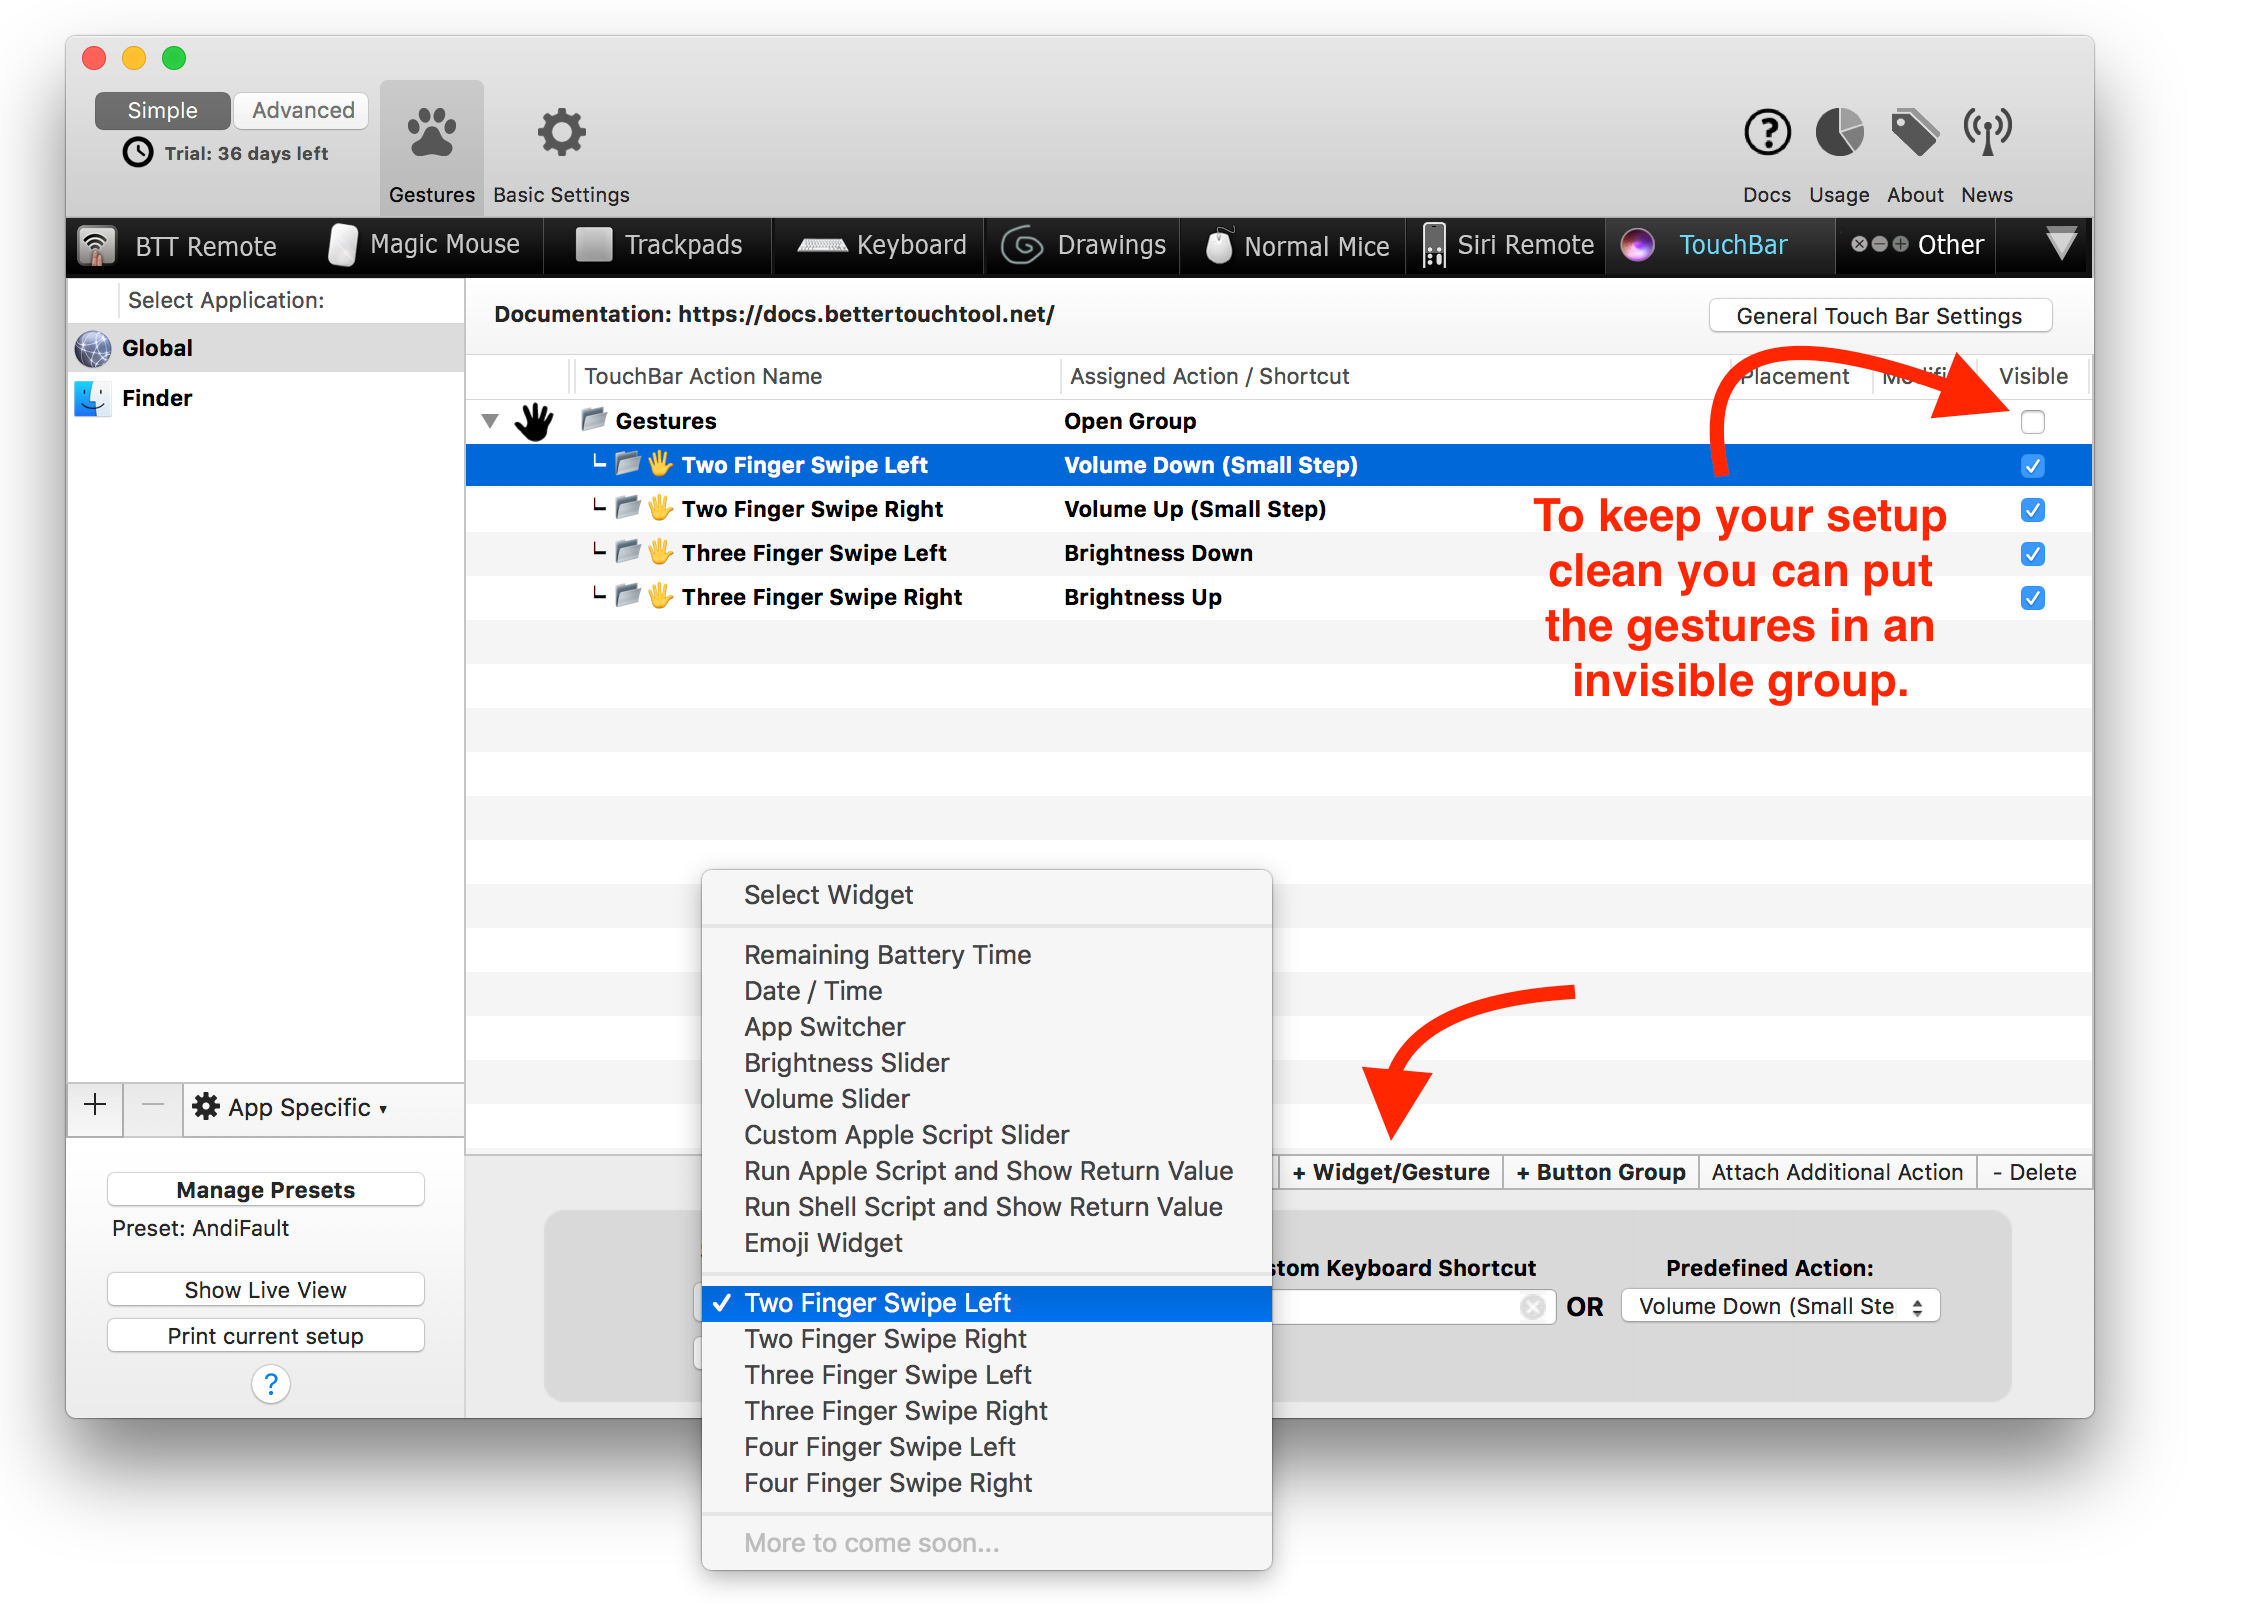 Simple Advanced
Trial: 36 days left
Gestures Basic Settings Docs Usage About News
BTT Remote Magic Mouse Trackpads Keyboard Drawings Normal Mice Siri Remote TouchBar Other
Select Application:
Global
Finder
Documentation: https://docs.bettertouchtool.net/ General Touch Bar Settings
TouchBar Action Name Assigned Action / Shortcut Placement Visible
Gestures Open Group
Two Finger Swipe Left Volume Down (Small Step)
Two Finger Swipe Right Volume Up (Small Step)
Three Finger Swipe Left Brightness Down
Three Finger Swipe Right Brightness Up
To keep your setup
clean you can put
the gestures in an
invisible group.
Select Widget
Remaining Battery Time
Date / Time
App Switcher
Brightness Slider
Volume Slider
Custom Apple Script Slider
Run Apple Script and Show Return Value
Run Shell Script and Show Return Value
Emoji Widget
Two Finger Swipe Left
Two Finger Swipe Right
Three Finger Swipe Left
Three Finger Swipe Right
Four Finger Swipe Left
Four Finger Swipe Right
More to come soon...
App Specific
+ Widget/Gesture + Button Group Attach Additional Action - Delete
Manage Presets
Preset: AndiFault
Show Live View
Print current setup
?
stom Keyboard Shortcut Predefined Action:
OR Volume Down (Small Ste